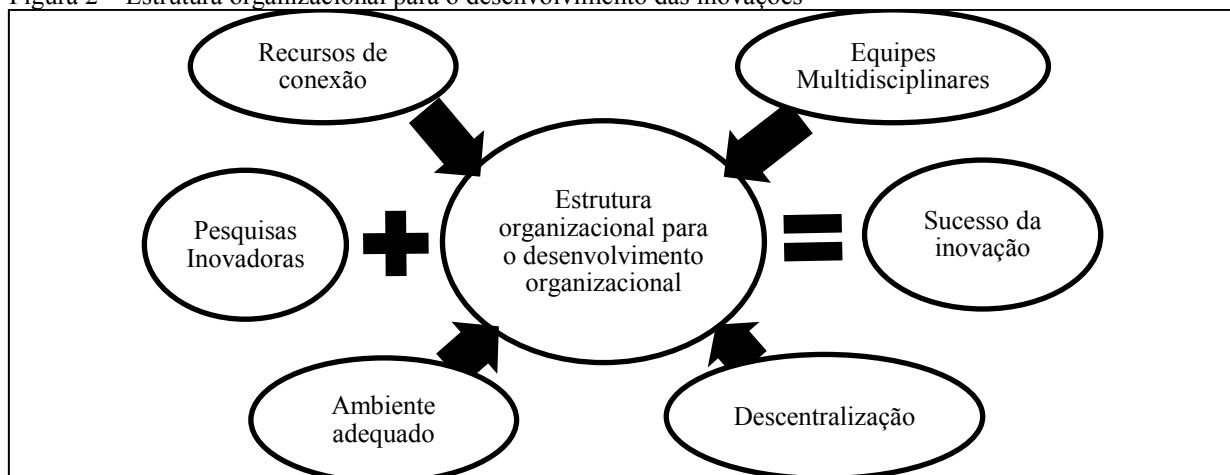 Figura 2 – Estrutura organizacional para o desenvolvimento das inovações
Recursos de
conexão
Equipes
Multidisciplinares
Pesquisas
Inovadoras
Estrutura
organizacional para
o desenvolvimento
organizacional
Sucesso da
inovação
Ambiente
adequado
Descentralização